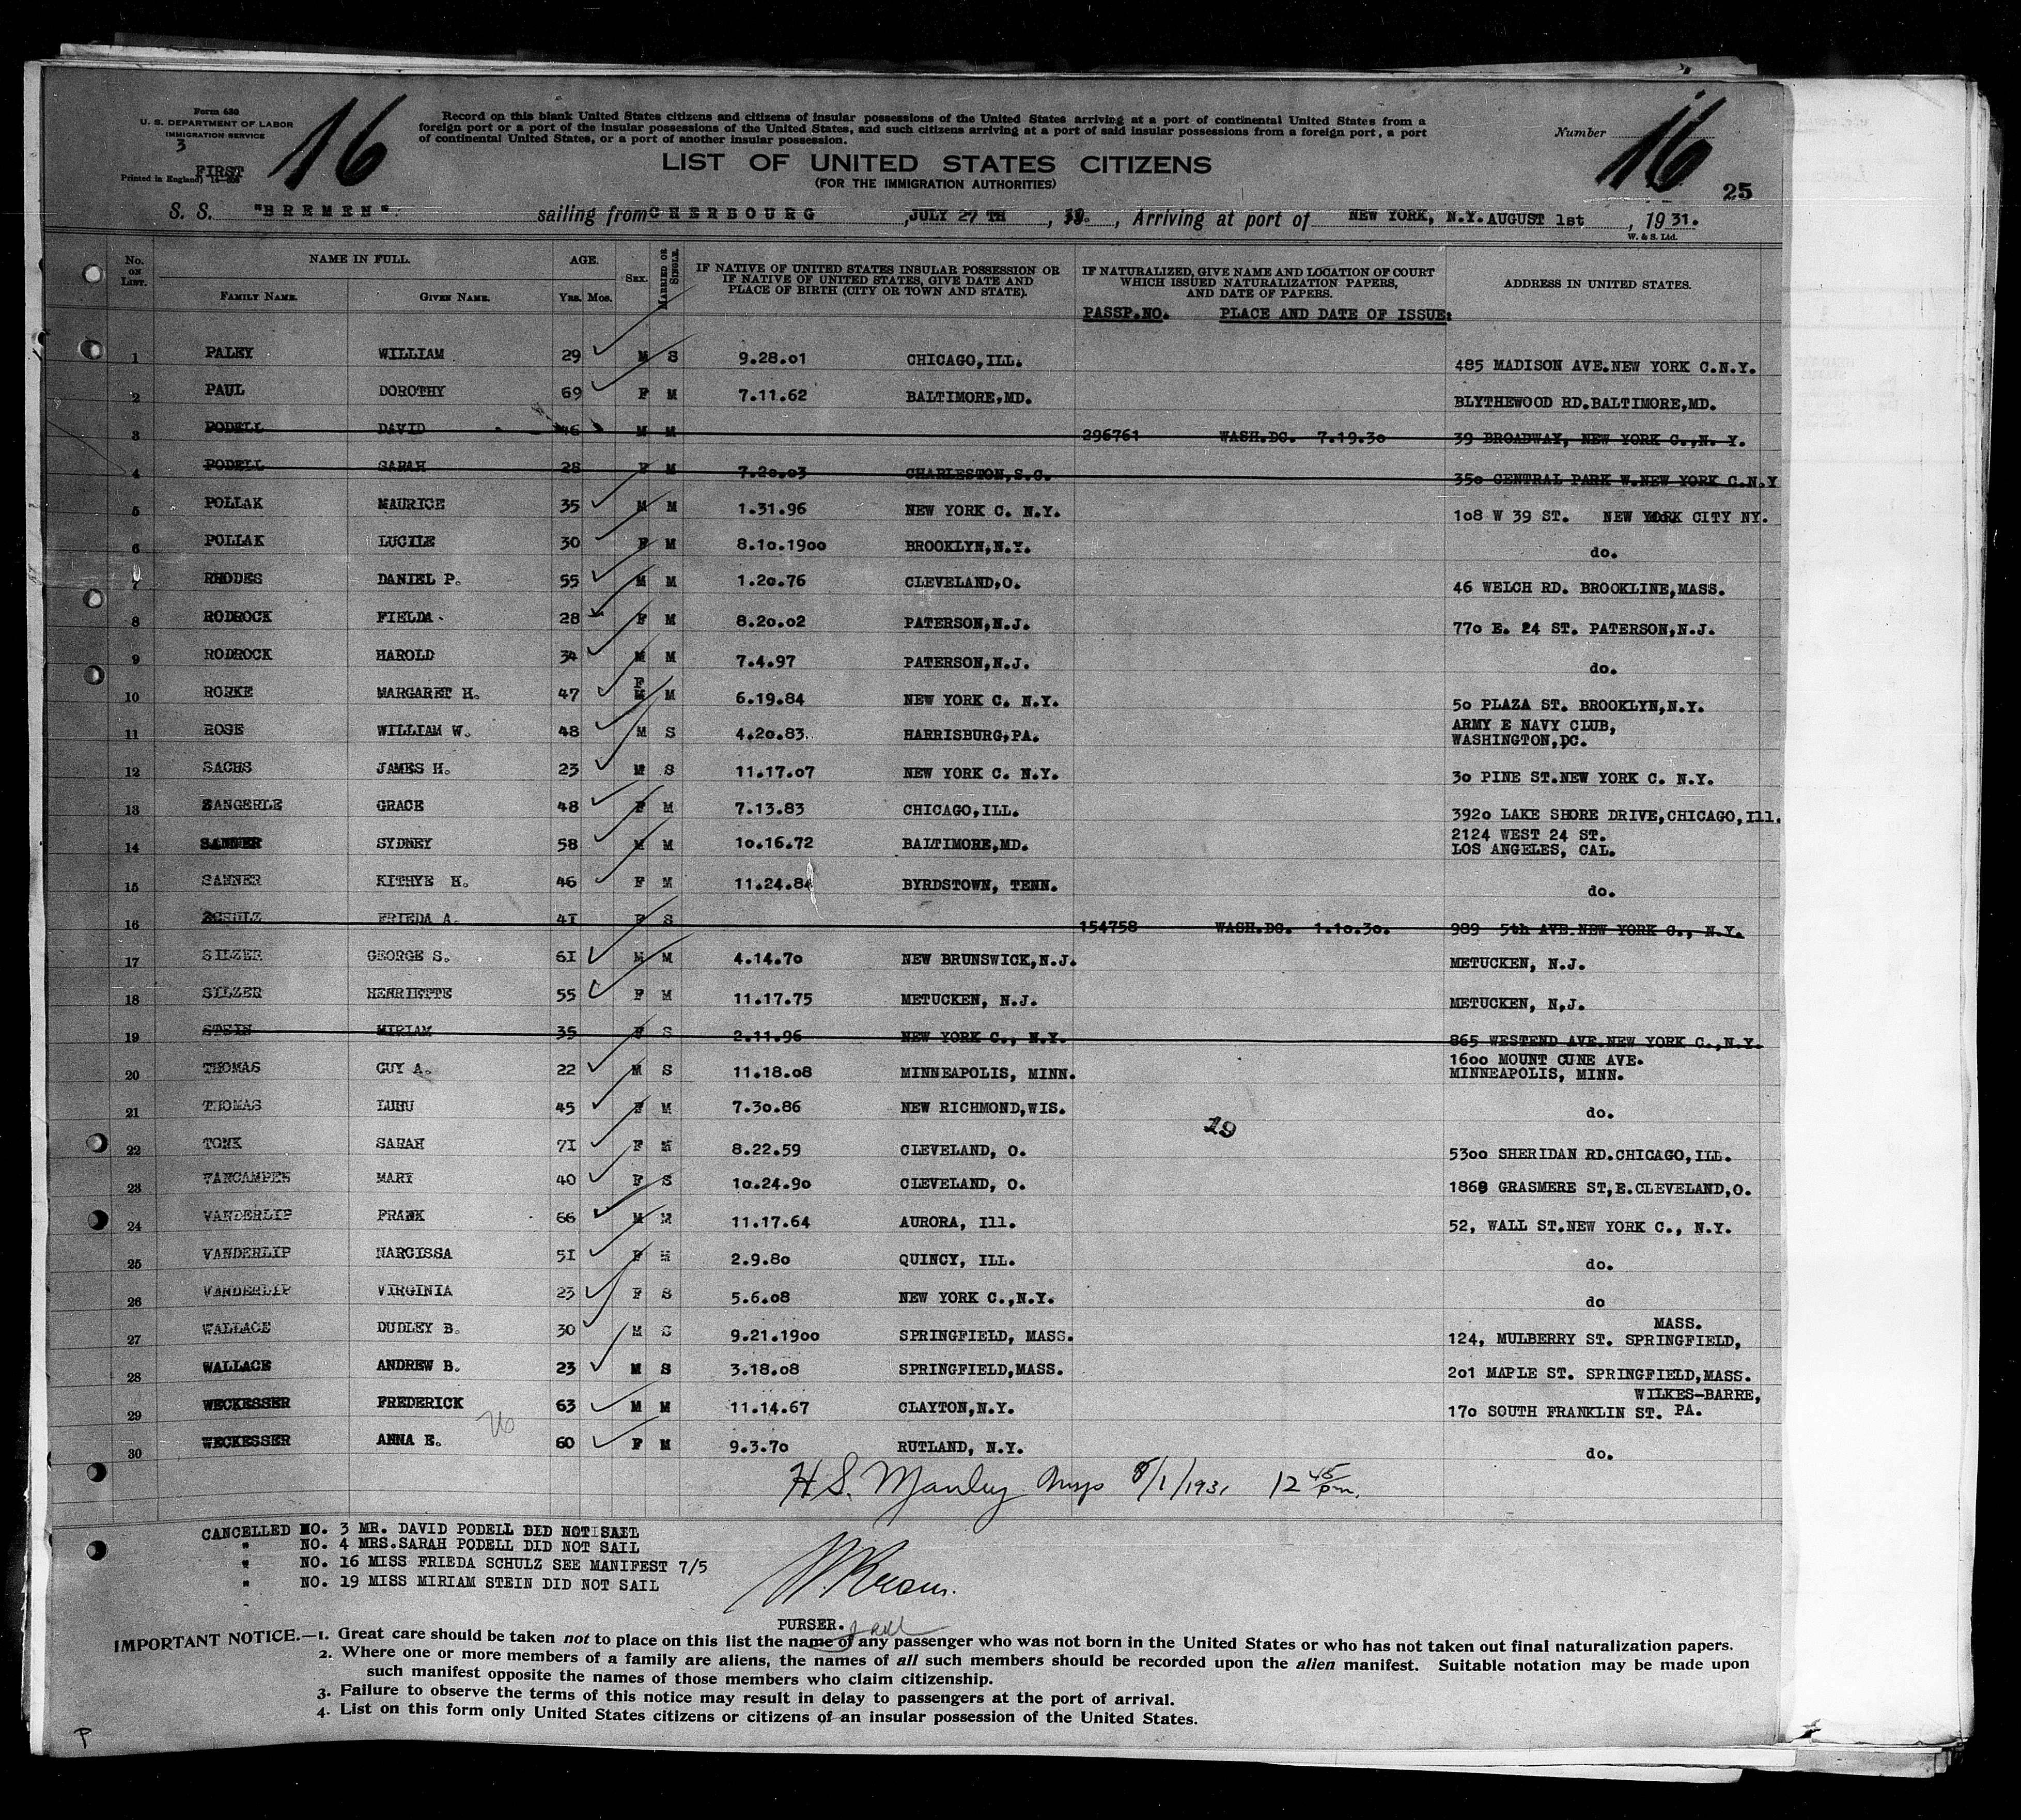 Form 630
U. S. DEPARTMENT OF LABOR
IMMIGRATION SERVICE
3
FIRST
Printed in England)
16
Record on this blank United States citizens and citizens of insular possessions of the United States arriving at a port of continental United States from a
foreign port or a port of the insular possessions of the United States, and such citizens arriving at a port of said insular possessions from a foreign port, a port
of continental United States, or a port of another insular possession.
Number 16
LIST OF UNITED STATES CITIZENS
(FOR THE IMMIGRATION AUTHORITIES)
25
S. S. "BREMEN" sailing from CHERBOURG, JULY 27 TH, Arriving at port of NEW YORK, N.Y. AUGUST 1st, 1931.
W. & S. Ltd.
No. ON LIST. NAME IN FULL. AGE. SEX. MARRIED OR SINGLE. IF NATIVE OF UNITED STATES INSULAR POSSESSION OR IF NATIVE OF UNITED STATES, GIVE DATE AND PLACE OF BIRTH (CITY OR TOWN AND STATE). IF NATURALIZED, GIVE NAME AND LOCATION OF COURT WHICH ISSUED NATURALIZATION PAPERS, AND DATE OF PAPERS. ADDRESS IN UNITED STATES.
FAMILY NAME. GIVEN NAME. Yrs. Mos.
PASSP.NO. PLACE AND DATE OF ISSUE:
1 PALEY WILLIAM 29 M S 9.28.01 CHICAGO,ILL. 485 MADISON AVE.NEW YORK C.N.Y.
2 PAUL DOROTHY 69 F M 7.11.62 BALTIMORE,MD. BLYTHEWOOD RD.BALTIMORE,MD.
3 PODELL DAVID 46 M M 296761 WASH.DC. 7.19.30 39 BROADWAY, NEW YORK C.,N. Y.
4 PODELL SARAH 28 F M 7.20.03 CHARLESTON,S.C. 350 CENTRAL PARK W.NEW YORK C.N.Y
5 POLLAK MAURICE 35 M M 1.31.96 NEW YORK C. N.Y. 108 W 39 ST. NEW YORK CITY NY.
6 POLLAK LUCILE 30 F M 8.10.1900 BROOKLYN,N.Y. do.
7 RHODES DANIEL P. 55 M M 1.20.76 CLEVELAND,O. 46 WELCH RD. BROOKLINE,MASS.
8 RODROCK FIELDA 28 F M 8.20.02 PATERSON,N.J. 770 E. 24 ST. PATERSON,N.J.
9 RODROCK HAROLD 34 M M 7.4.97 PATERSON,N.J. do.
10 RORKE MARGARET H. 47 F M M 6.19.84 NEW YORK C. N.Y. 50 PLAZA ST. BROOKLYN,N.Y.
11 ROSE WILLIAM W. 48 M S 4.20.83. HARRISBURG,PA. ARMY E NAVY CLUB,
WASHINGTON,DC.
12 SACHS JAMES H. 23 M S 11.17.07 NEW YORK C. N.Y. 30 PINE ST.NEW YORK C. N.Y.
13 ZANGERLE GRACE 48 F M 7.13.83 CHICAGO,ILL. 3920 LAKE SHORE DRIVE,CHICAGO,Ill.
14 SANNER SYDNEY 58 M M 10.16.72 BALTIMORE,MD. 2124 WEST 24 ST.
LOS ANGELES, CAL.
15 SANNER KITHYE H. 46 F M 11.24.84 BYRDSTOWN, TENN. do.
16 SCHULZ FRIEDA A. 41 F S 154758 WASH.DC. 1.10.30. 989 5th AVE.NEW YORK C., N.Y.
17 SILZER GEORGE S. 61 M M 4.14.70 NEW BRUNSWICK,N.J. METUCKEN, N.J.
18 SILZER HENRIETTE 55 F M 11.17.75 METUCKEN, N.J. METUCKEN, N.J.
19 STEIN MIRIAM 35 F S 2.11.96 NEW YORK C., N.Y. 865 WESTEND AVE.NEW YORK C.,N.Y.
20 THOMAS GUY A. 22 M S 11.18.08 MINNEAPOLIS, MINN. 1600 MOUNT CUNE AVE.
MINNEAPOLIS, MINN.
21 THOMAS LUHU 45 F M 7.30.86 NEW RICHMOND,WIS. do.
19
22 TONK SARAH 71 F M 8.22.59 CLEVELAND, O. 5300 SHERIDAN RD.CHICAGO,ILL.
23 VANCAMPEN MARY 40 F S 10.24.90 CLEVELAND, O. 1868 GRASMERE ST,E.CLEVELAND,O.
24 VANDERLIP FRANK 66 M M 11.17.64 AURORA, Ill. 52, WALL ST.NEW YORK C., N.Y.
25 VANDERLIP NARCISSA 51 F M 2.9.80 QUINCY, ILL. do.
26 VANDERLIP VIRGINIA 23 F S 5.6.08 NEW YORK C.,N.Y. do
27 WALLACE DUDLEY B. 30 M S 9.21.1900 SPRINGFIELD, MASS. 124, MULBERRY ST. SPRINGFIELD, MASS.
28 WALLACE ANDREW B. 23 M S 3.18.08 SPRINGFIELD,MASS. 201 MAPLE ST. SPRINGFIELD,MASS.
29 WECKESSER FREDERICK 63 M M 11.14.67 CLAYTON,N.Y. 170 SOUTH FRANKLIN ST. WILKES-BARRE, PA.
30 WECKESSER ANNA E. 60 F M 9.3.70 RUTLAND, N.Y. do.
26
H S. Manley Insp 8/1/1931 12 45 pm.
CANCELLED NO. 3 MR. DAVID PODELL DID NOT SAIL
" NO. 4 MRS.SARAH PODELL DID NOT SAIL
" NO. 16 MISS FRIEDA SCHULZ SEE MANIFEST 7/5
" NO. 19 MISS MIRIAM STEIN DID NOT SAIL
PURSER.
IMPORTANT NOTICE.—1. Great care should be taken not to place on this list the name of any passenger who was not born in the United States or who has not taken out final naturalization papers.
2. Where one or more members of a family are aliens, the names of all such members should be recorded upon the alien manifest. Suitable notation may be made upon
such manifest opposite the names of those members who claim citizenship.
3. Failure to observe the terms of this notice may result in delay to passengers at the port of arrival.
4. List on this form only United States citizens or citizens of an insular possession of the United States.
P